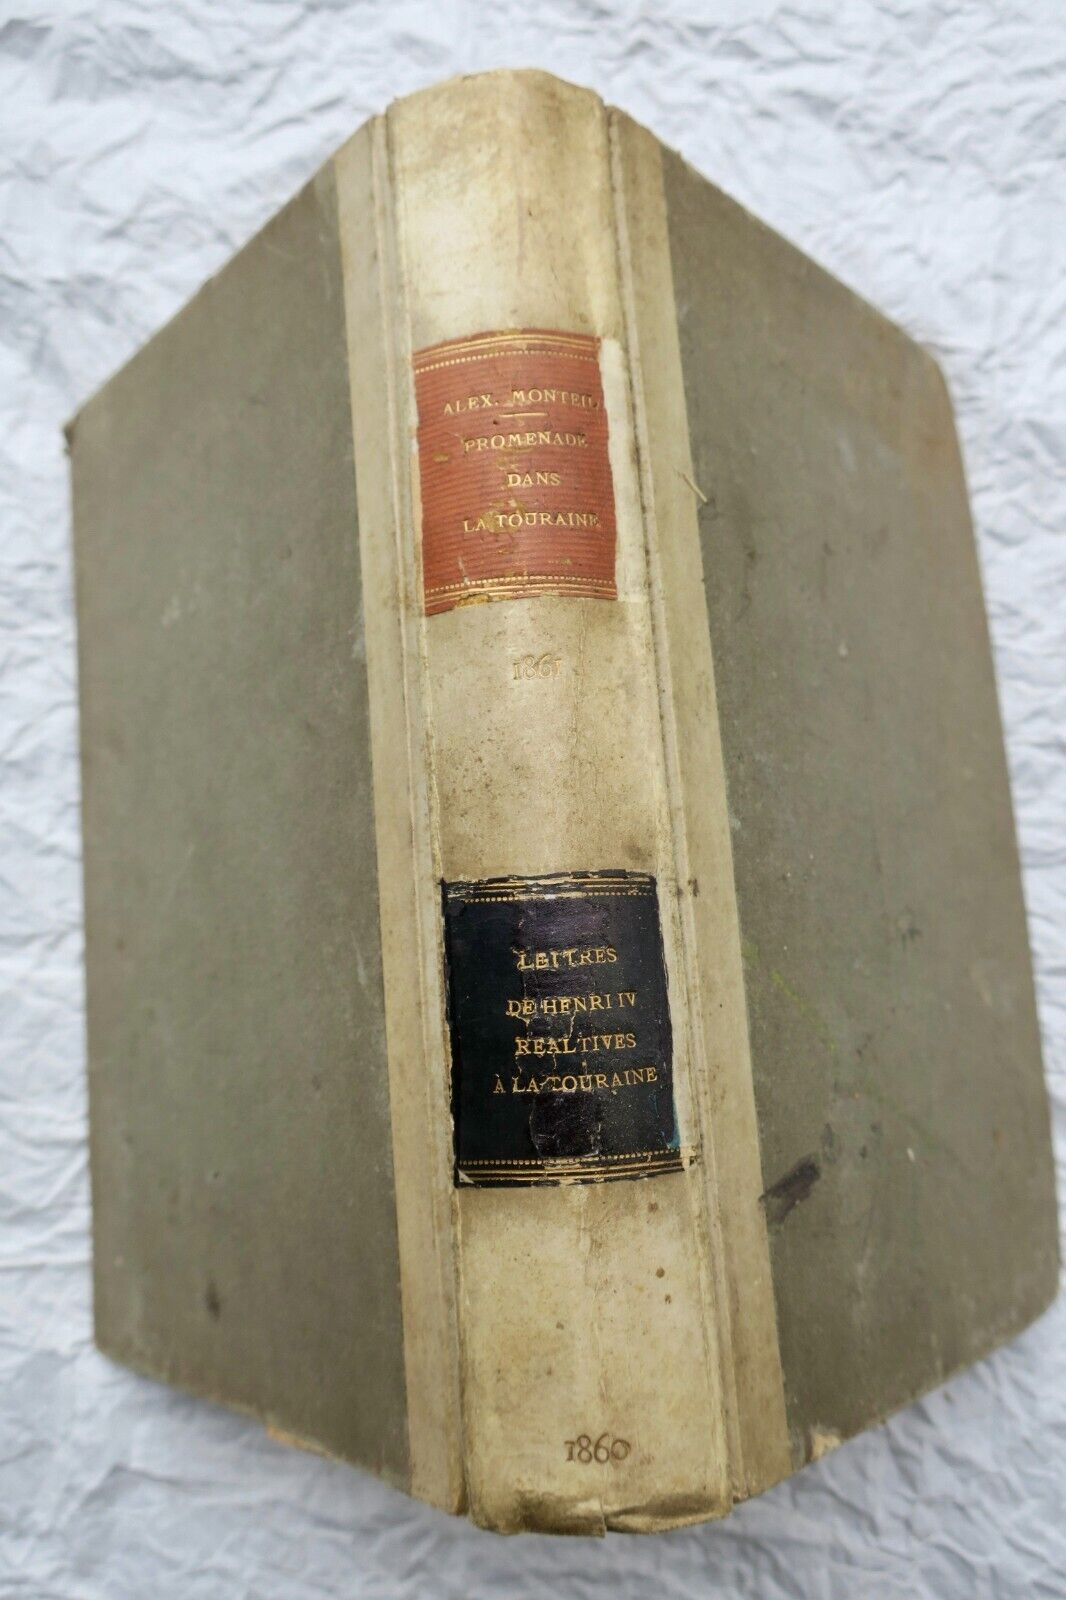 ALEX. MONTEIL
PROMENADE
DANS
LA TOURAINE
1861
LETTRES
DE HENRI IV
REALTIVES
À LA TOURAINE
1860